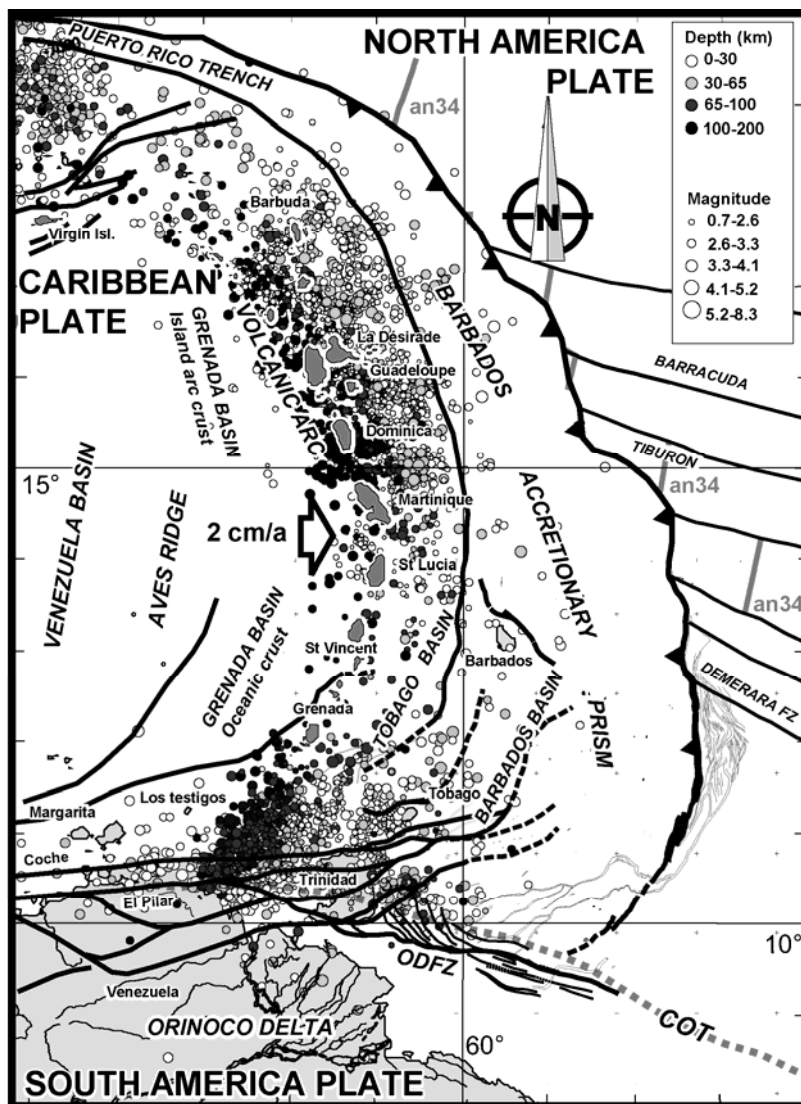 NORTH AMERICA
PLATE
PUERTO RICO TRENCH
an34
Depth (km)
0-30
30-65
65-100
100-200
Magnitude
0.7-2.6
2.6-3.3
3.3-4.1
4.1-5.2
5.2-8.3
N
Barbuda
Virgin Isl.
CARIBBEAN
PLATE
GRENADA BASIN
Island arc crust
VOLCANIC ARC
La Désirade
Guadeloupe
Dominica
BARBADOS
BARRACUDA
TIBURON
an34
15°
Martinique
ACCRETIONARY
2 cm/a
VENEZUELA BASIN
AVES RIDGE
St Lucia
an34
GRENADA BASIN
Oceanic crust
St Vincent
TOBAGO BASIN
Barbados
PRISM
DEMERARA FZ
Grenada
BARBADOS BASIN
Los testigos
Tobago
Margarita
Coche
Trinidad
El Pilar
10°
ODFZ
Venezuela
COT
ORINOCO DELTA
60°
SOUTH AMERICA PLATE